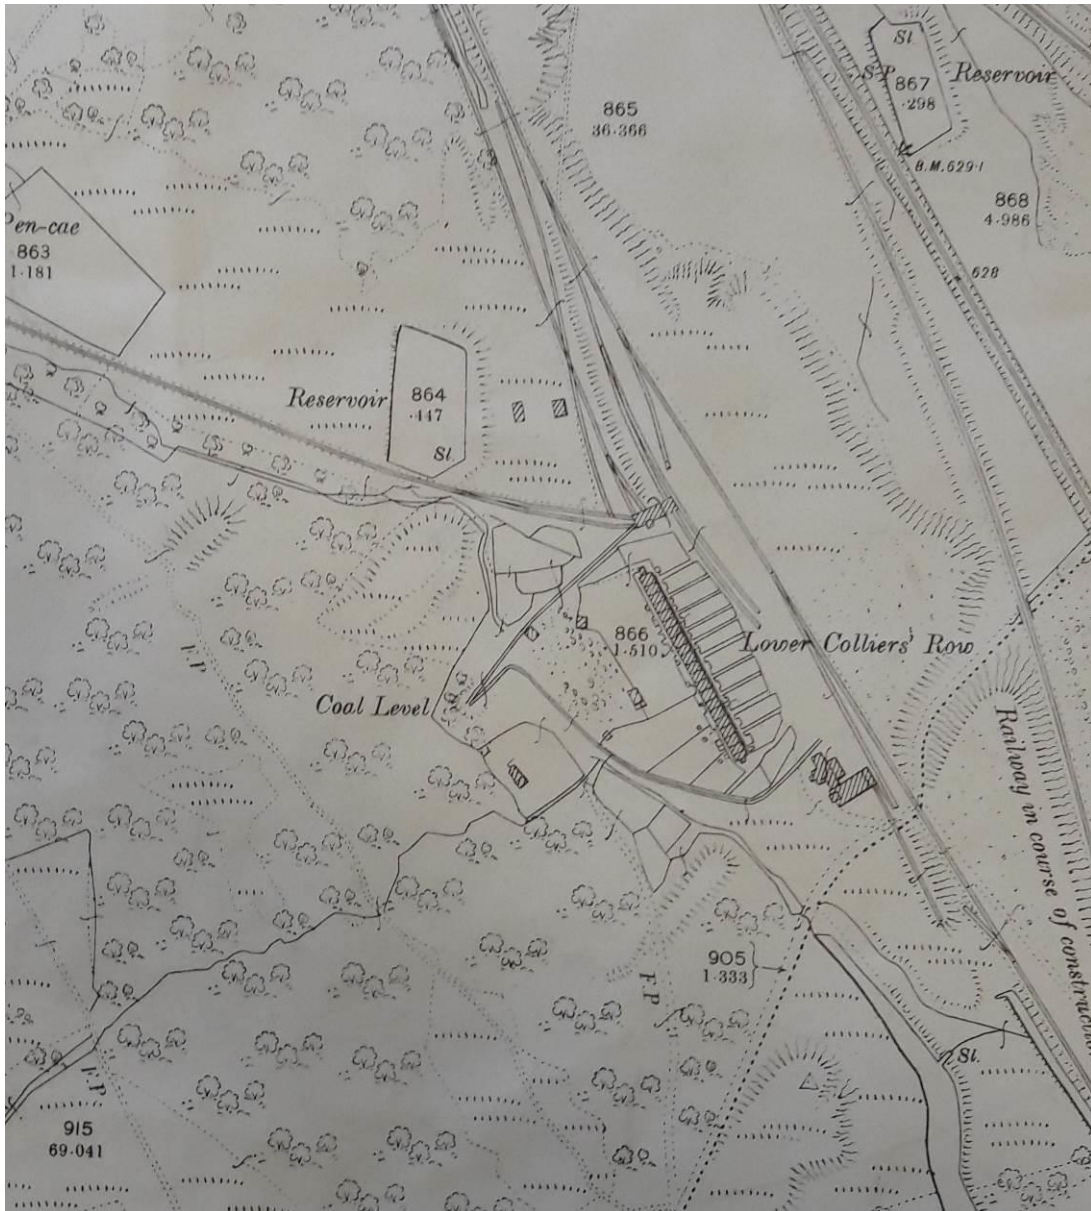 Sl.
S.P.
867
·298
Reservoir
865
36·366
B.M. 629·1
868
4·986
628
Pen-cae
863
1·181
Reservoir
864
·447
Sl.
866
1·510
Lower Colliers' Row
F.P.
Coal Level
Railway in course of construction
905
1·333
F.P.
Sl.
F.P.
915
69·041